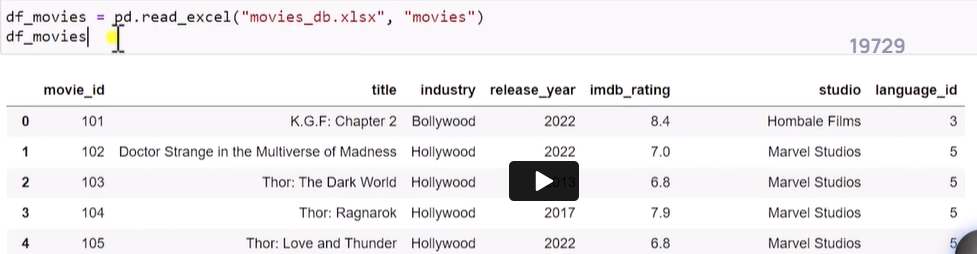 df_movies = pd.read_excel("movies_db.xlsx", "movies")
df_movies
19729
movie_id title industry release_year imdb_rating studio language_id
0 101 K.G.F: Chapter 2 Bollywood 2022 8.4 Hombale Films 3
1 102 Doctor Strange in the Multiverse of Madness Hollywood 2022 7.0 Marvel Studios 5
2 103 Thor: The Dark World Hollywood 6.8 Marvel Studios 5
3 104 Thor: Ragnarok Hollywood 2017 7.9 Marvel Studios 5
4 105 Thor: Love and Thunder Hollywood 2022 6.8 Marvel Studios 5